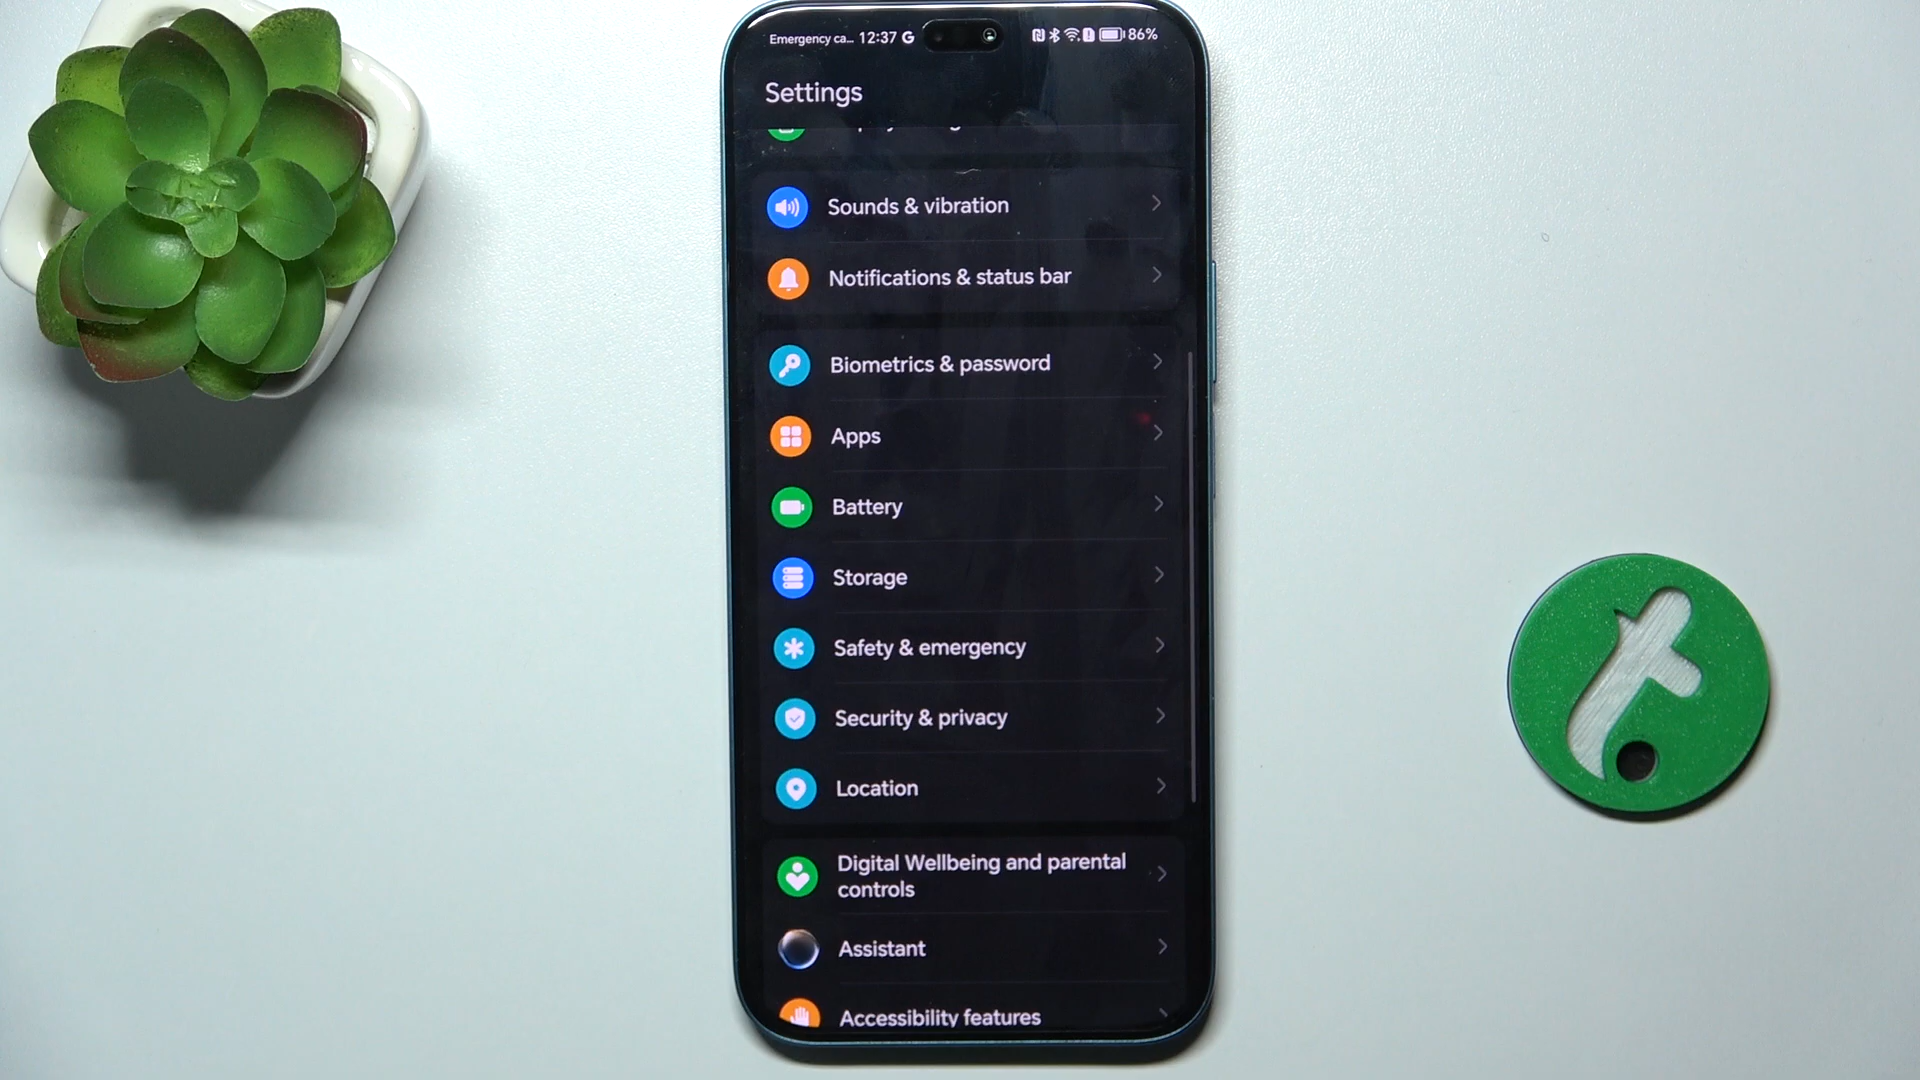 Emergency ca... 12:37 G 86%
Settings
Sounds & vibration
Notifications & status bar
Biometrics & password
Apps
Battery
Storage
Safety & emergency
Security & privacy
Location
Digital Wellbeing and parental
controls
Assistant
Accessibility features